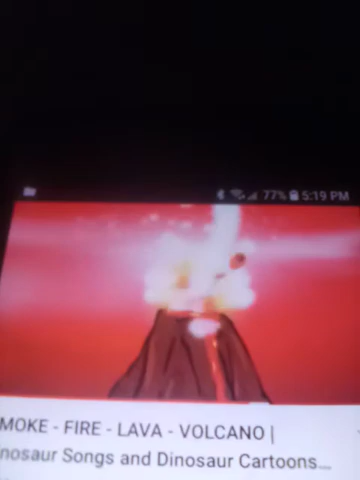 77% 5:19 PM
MOKE - FIRE - LAVA - VOLCANO |
nosaur Songs and Dinosaur Cartoons...